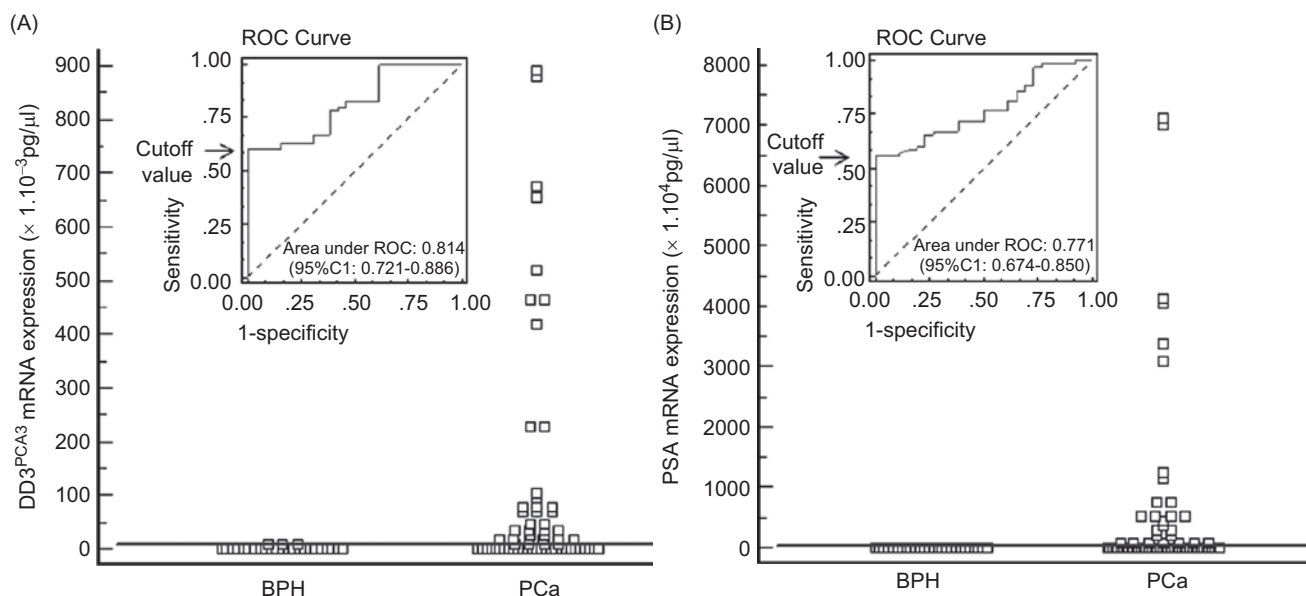 (A)
ROC Curve
1.00
.75
.50
.25
0.00
Sensitivity
Cutoff
value
Area under ROC: 0.814
(95%C1: 0.721-0.886)
0.00 .25 .50 .75 1.00
1-specificity
DD3PCA3 mRNA expression (× 1.10⁻³pg/μl)
900
800
700
600
500
400
300
200
100
0
BPH PCa
(B)
ROC Curve
1.00
.75
.50
.25
0.00
Sensitivity
Cutoff
value
Area under ROC: 0.771
(95%C1: 0.674-0.850)
0.00 .25 .50 .75 1.00
1-specificity
PSA mRNA expression (× 1.10⁴pg/μl)
8000
7000
6000
5000
4000
3000
2000
1000
0
BPH PCa